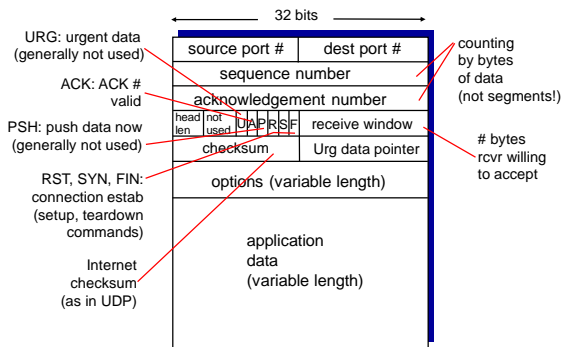 32 bits
URG: urgent data
(generally not used)
ACK: ACK #
valid
PSH: push data now
(generally not used)
RST, SYN, FIN:
connection estab
(setup, teardown
commands)
Internet
checksum
(as in UDP)
source port #
dest port #
sequence number
acknowledgement number
head
len
not
used
U A P R S F
receive window
checksum
Urg data pointer
options (variable length)
application
data
(variable length)
counting
by bytes
of data
(not segments!)
# bytes
rcvr willing
to accept